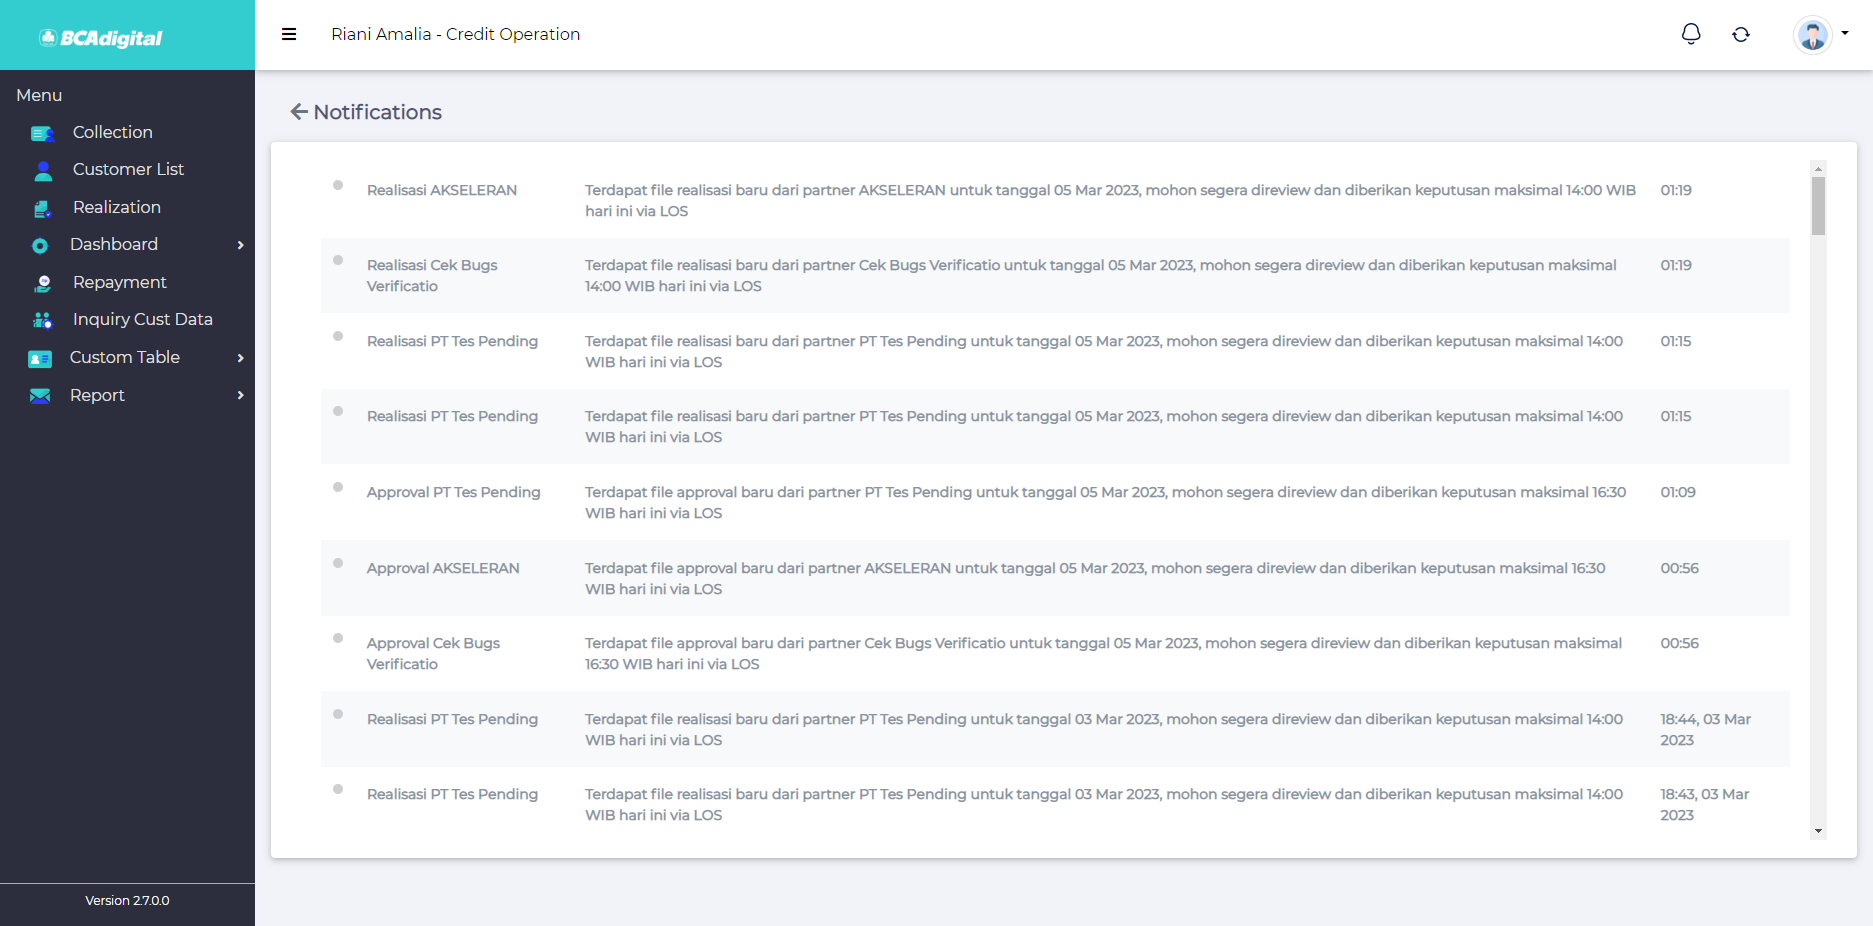 BCAdigital
Riani Amalia - Credit Operation
Menu
Collection
Customer List
Realization
Dashboard
Repayment
Inquiry Cust Data
Custom Table
Report
Version 2.7.0.0
Notifications
Realisasi AKSELERAN
Terdapat file realisasi baru dari partner AKSELERAN untuk tanggal 05 Mar 2023, mohon segera direview dan diberikan keputusan maksimal 14:00 WIB
hari ini via LOS
01:19
Realisasi Cek Bugs
Verificatio
Terdapat file realisasi baru dari partner Cek Bugs Verificatio untuk tanggal 05 Mar 2023, mohon segera direview dan diberikan keputusan maksimal
14:00 WIB hari ini via LOS
01:19
Realisasi PT Tes Pending
Terdapat file realisasi baru dari partner PT Tes Pending untuk tanggal 05 Mar 2023, mohon segera direview dan diberikan keputusan maksimal 14:00
WIB hari ini via LOS
01:15
Realisasi PT Tes Pending
Terdapat file realisasi baru dari partner PT Tes Pending untuk tanggal 05 Mar 2023, mohon segera direview dan diberikan keputusan maksimal 14:00
WIB hari ini via LOS
01:15
Approval PT Tes Pending
Terdapat file approval baru dari partner PT Tes Pending untuk tanggal 05 Mar 2023, mohon segera direview dan diberikan keputusan maksimal 16:30
WIB hari ini via LOS
01:09
Approval AKSELERAN
Terdapat file approval baru dari partner AKSELERAN untuk tanggal 05 Mar 2023, mohon segera direview dan diberikan keputusan maksimal 16:30
WIB hari ini via LOS
00:56
Approval Cek Bugs
Verificatio
Terdapat file approval baru dari partner Cek Bugs Verificatio untuk tanggal 05 Mar 2023, mohon segera direview dan diberikan keputusan maksimal
16:30 WIB hari ini via LOS
00:56
Realisasi PT Tes Pending
Terdapat file realisasi baru dari partner PT Tes Pending untuk tanggal 03 Mar 2023, mohon segera direview dan diberikan keputusan maksimal 14:00
WIB hari ini via LOS
18:44, 03 Mar
2023
Realisasi PT Tes Pending
Terdapat file realisasi baru dari partner PT Tes Pending untuk tanggal 03 Mar 2023, mohon segera direview dan diberikan keputusan maksimal 14:00
WIB hari ini via LOS
18:43, 03 Mar
2023